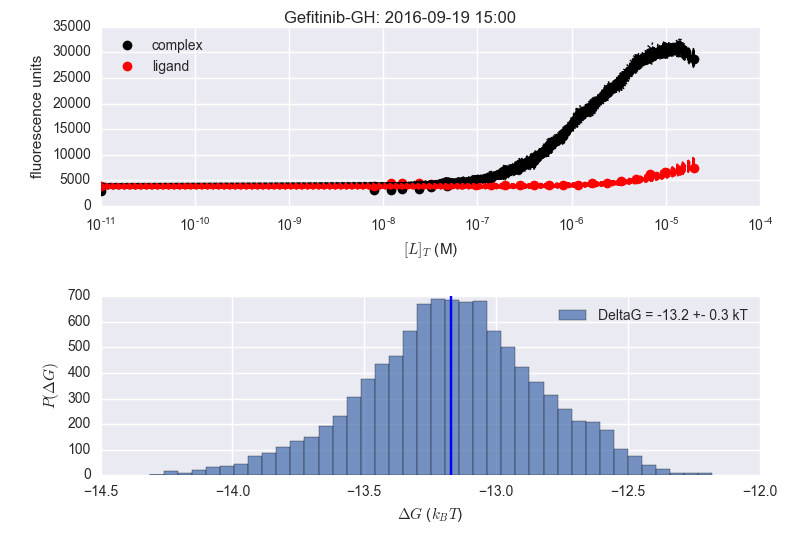 Gefitinib-GH: 2016-09-19 15:00
35000
30000
25000
20000
15000
10000
5000
0
fluorescence units
complex
ligand
10⁻¹¹ 10⁻¹⁰ 10⁻⁹ 10⁻⁸ 10⁻⁷ 10⁻⁶ 10⁻⁵ 10⁻⁴
[L]_T (M)
700
600
500
400
300
200
100
0
P(ΔG)
DeltaG = -13.2 +- 0.3 kT
−14.5 −14.0 −13.5 −13.0 −12.5 −12.0
ΔG (k_BT)